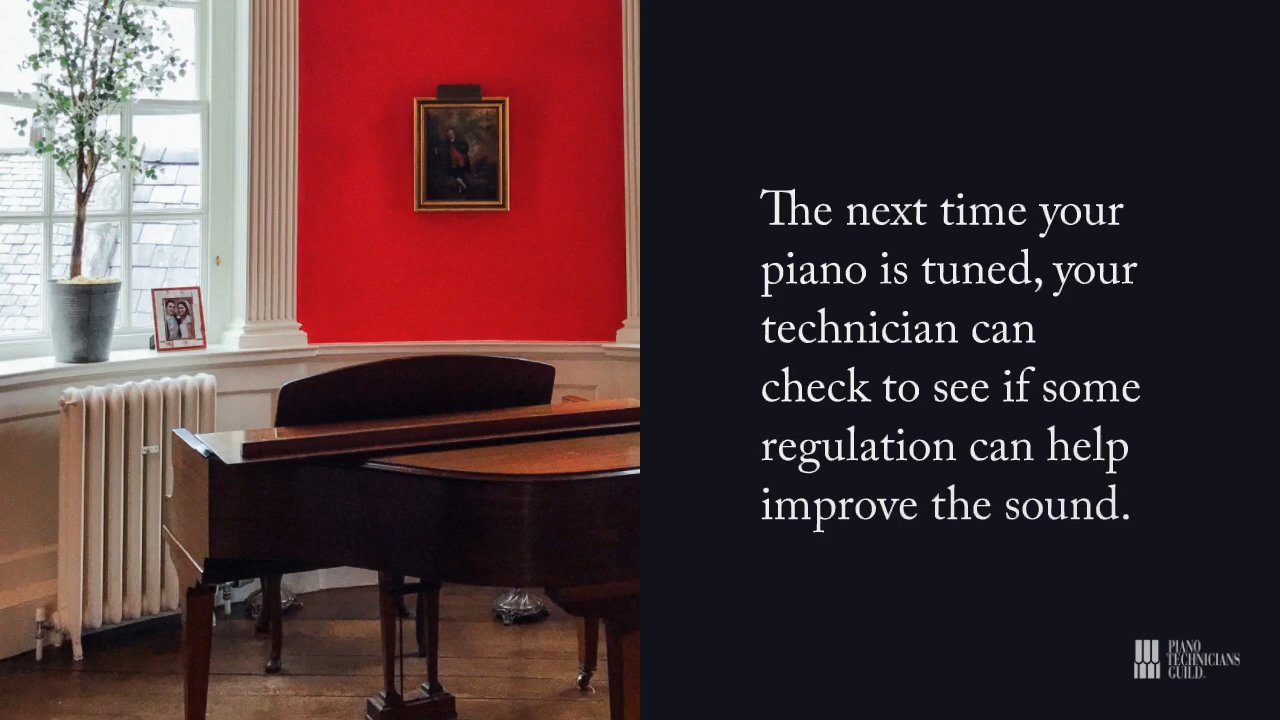 The next time your
piano is tuned, your
technician can
check to see if some
regulation can help
improve the sound.
PIANO
TECHNICIANS
GUILD.